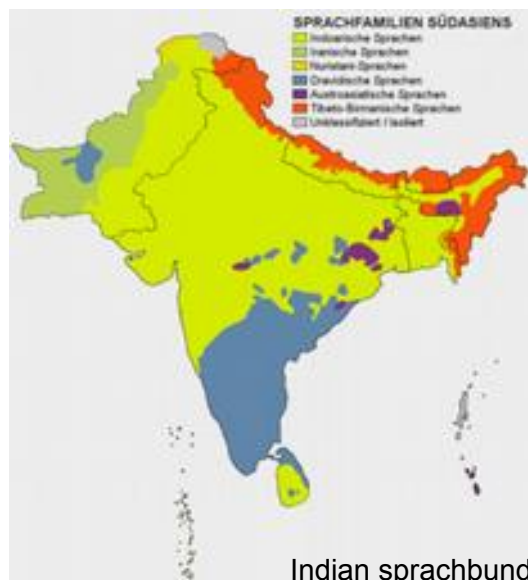 SPRACHFAMILIEN SÜDASIENS
Indoarische Sprachen
Iranische Sprachen
Nuristani-Sprachen
Dravidische Sprachen
Austroasiatische Sprachen
Tibeto-Birmanische Sprachen
Unklassifiziert / Isoliert
Indian sprachbund